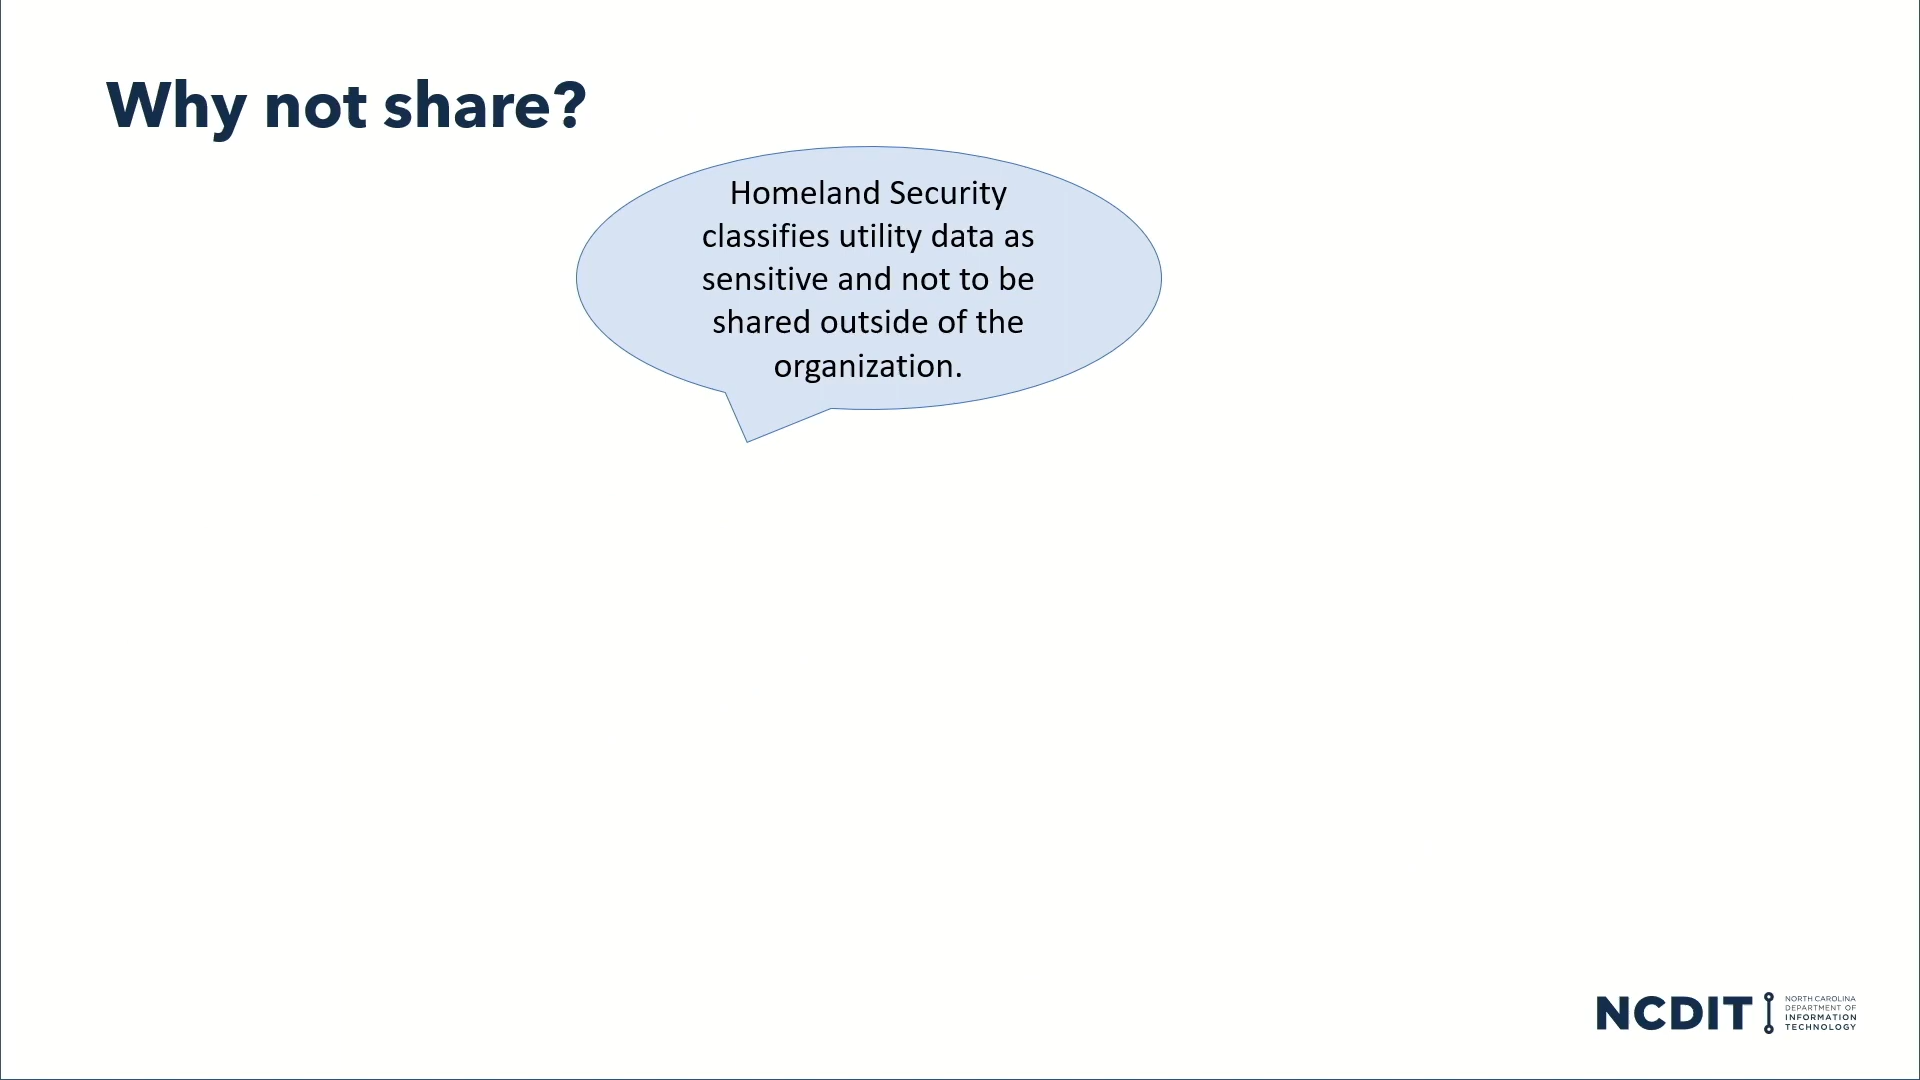 Why not share?
Homeland Security
classifies utility data as
sensitive and not to be
shared outside of the
organization.
NCDIT
NORTH CAROLINA
DEPARTMENT OF
INFORMATION
TECHNOLOGY